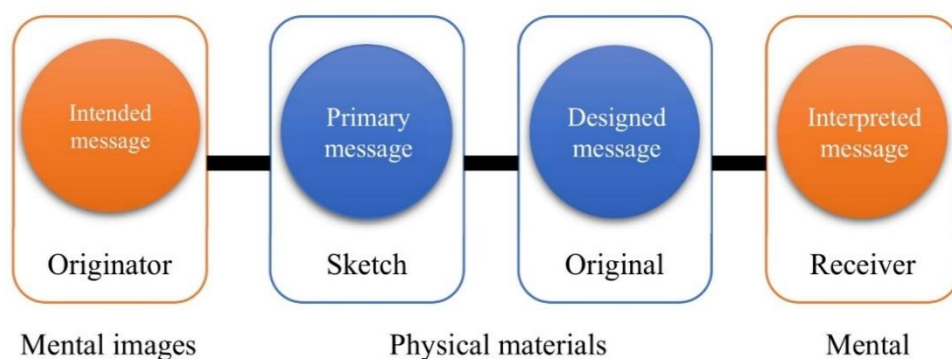 Intended
message
Primary
message
Designed
message
Interpreted
message
Originator
Sketch
Original
Receiver
Mental images
Physical materials
Mental